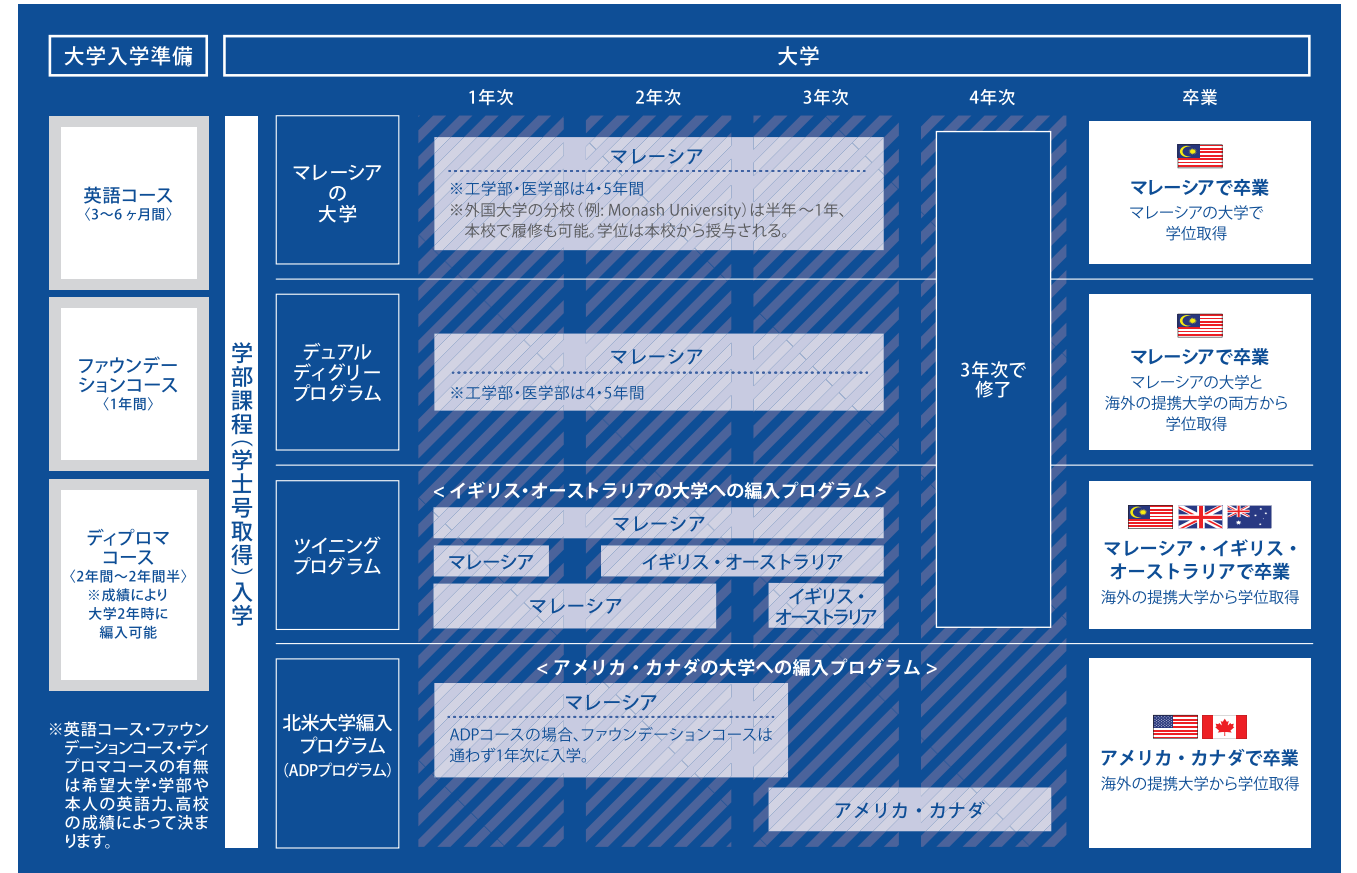 大学入学準備
大学
1年次
2年次
3年次
4年次
卒業
英語コース
〈3〜6ヶ月間〉
ファウンデー
ションコース
〈1年間〉
ディプロマ
コース
〈2年間〜2年間半〉
※成績により
大学2年時に
編入可能
※英語コース・ファウン
デーションコース・ディ
プロマコースの有無
は希望大学・学部や
本人の英語力、高校
の成績によって決ま
ります。
学部課程(学士号取得)入学
マレーシア
の
大学
マレーシア
※工学部・医学部は4・5年間
※外国大学の分校(例: Monash University)は半年〜1年、
本校で履修も可能。学位は本校から授与される。
マレーシアで卒業
マレーシアの大学で
学位取得
デュアル
ディグリー
プログラム
マレーシア
※工学部・医学部は4・5年間
3年次で
修了
マレーシアで卒業
マレーシアの大学と
海外の提携大学の両方から
学位取得
ツイニング
プログラム
< イギリス・オーストラリアの大学への編入プログラム >
マレーシア
マレーシア
イギリス・オーストラリア
マレーシア
イギリス・
オーストラリア
マレーシア・イギリス・
オーストラリアで卒業
海外の提携大学から学位取得
北米大学編入
プログラム
(ADPプログラム)
< アメリカ・カナダの大学への編入プログラム >
マレーシア
ADPコースの場合、ファウンデーションコースは
通わず1年次に入学。
アメリカ・カナダ
アメリカ・カナダで卒業
海外の提携大学から学位取得